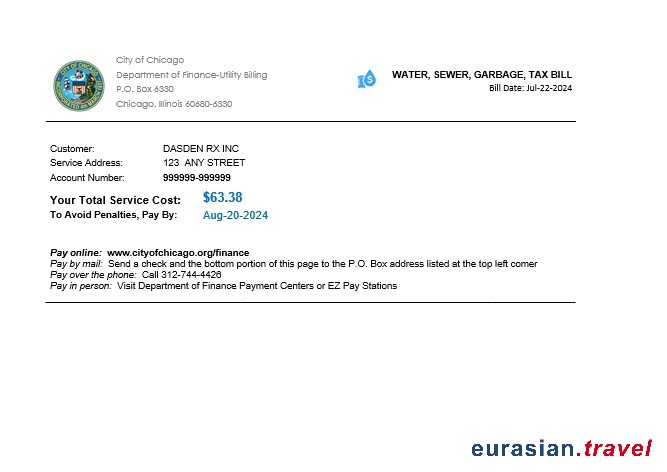 City of Chicago
Department of Finance-Utility Billing
P.O. Box 6330
Chicago, Illinois 60680-6330
WATER, SEWER, GARBAGE, TAX BILL
Bill Date: Jul-22-2024
Customer: DASDEN RX INC
Service Address: 123 ANY STREET
Account Number: 999999-999999
Your Total Service Cost: $63.38
To Avoid Penalties, Pay By: Aug-20-2024
Pay online: www.cityofchicago.org/finance
Pay by mail: Send a check and the bottom portion of this page to the P.O. Box address listed at the top left corner
Pay over the phone: Call 312-744-4426
Pay in person: Visit Department of Finance Payment Centers or EZ Pay Stations
eurasian.travel